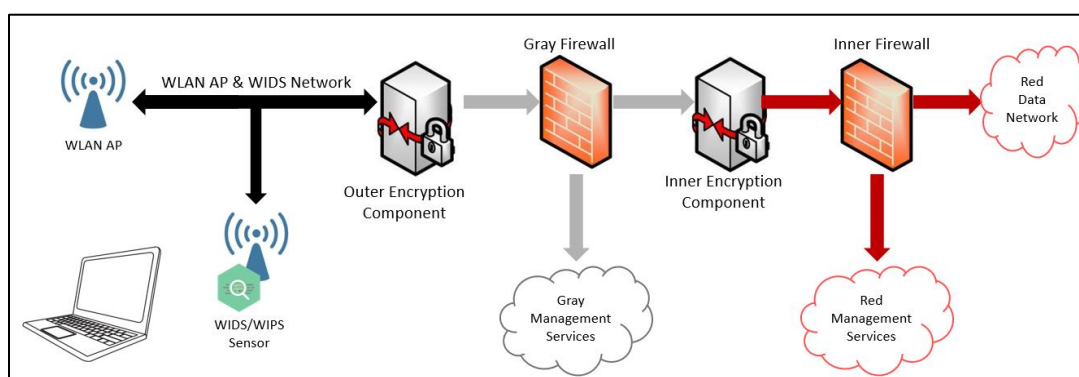 Gray Firewall
Inner Firewall
WLAN AP & WIDS Network
Red
Data
Network
WLAN AP
Outer Encryption
Component
Inner Encryption
Component
WIDS/WIPS
Sensor
Gray
Management
Services
Red
Management
Services